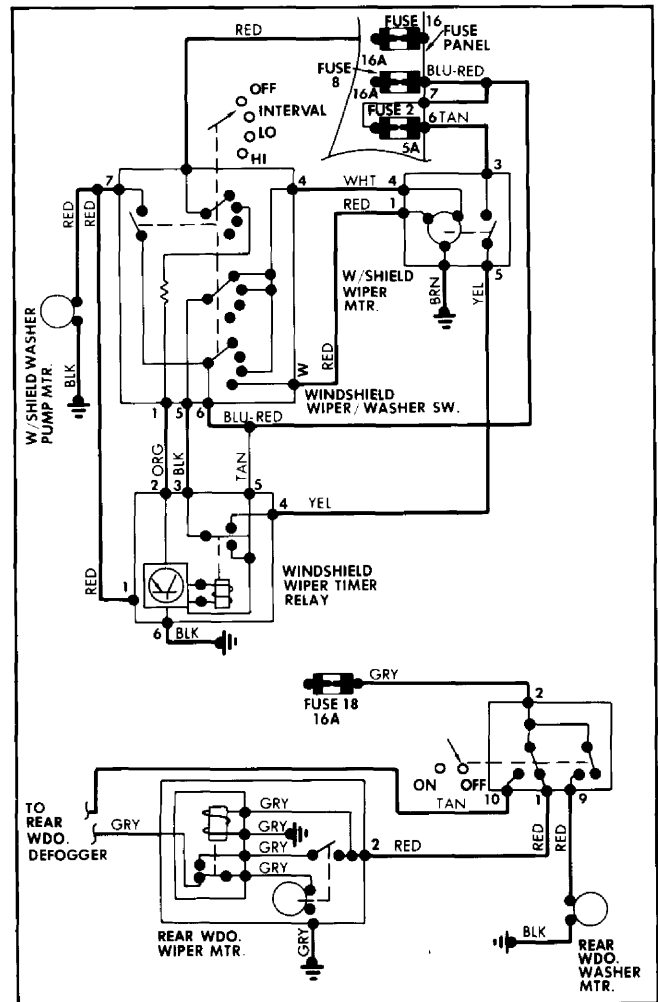 RED
FUSE 16
16A
FUSE
PANEL
FUSE
8
16A
BLU-RED
7
FUSE 2
6 TAN
5A
OFF
INTERVAL
LO
HI
7
4
WHT
4
3
RED
1
RED
RED
W/SHIELD
WIPER
MTR.
BRN
YEL
5
W/SHIELD WASHER
PUMP MTR.
BLK
W
RED
WINDSHIELD
WIPER/WASHER SW.
1
5
6
BLU-RED
ORG
BLK
TAN
2
3
5
4
YEL
RED
1
WINDSHIELD
WIPER TIMER
RELAY
6
BLK
GRY
FUSE 18
16A
2
ON
OFF
TAN
10
1
9
TO
REAR
WDO.
DEFOGGER
GRY
GRY
GRY
GRY
GRY
2
RED
RED
RED
REAR WDO.
WIPER MTR.
GRY
BLK
REAR
WDO.
WASHER
MTR.